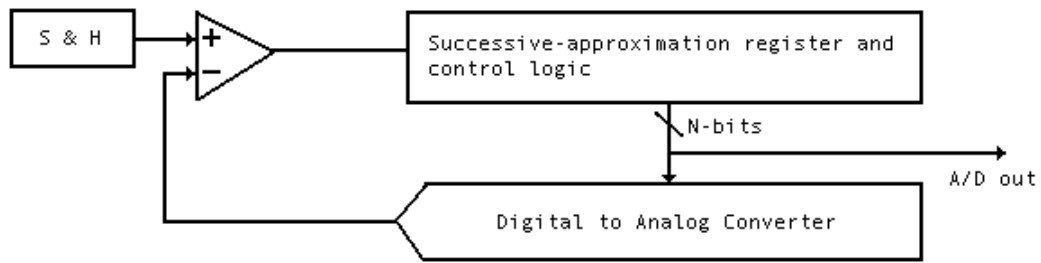 S & H
+
−
Successive-approximation register and
control logic
N-bits
A/D out
Digital to Analog Converter